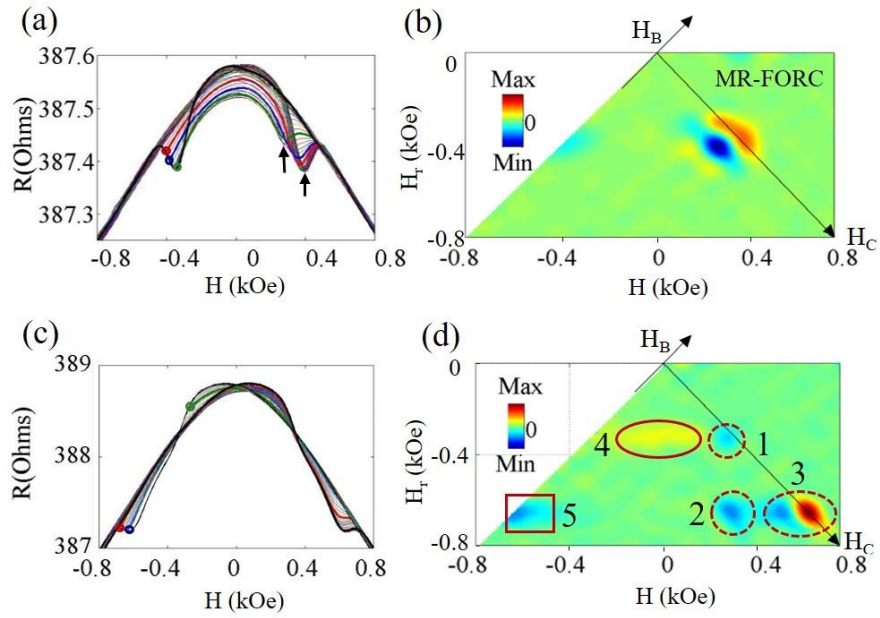 (a)
387.6
387.5
387.4
387.3
R(Ohms)
-0.8 -0.4 0 0.4 0.8
H (kOe)
(b)
H_B
MR-FORC
Max
0
Min
0
-0.4
-0.8
H_r (kOe)
H_C
-0.8 -0.4 0 0.4 0.8
H (kOe)
(c)
389
388
387
R(Ohms)
-0.8 -0.4 0 0.4 0.8
H (kOe)
(d)
H_B
Max
0
Min
0
-0.4
-0.8
H_r (kOe)
4
1
3
5
2
H_C
-0.8 -0.4 0 0.4 0.8
H (kOe)